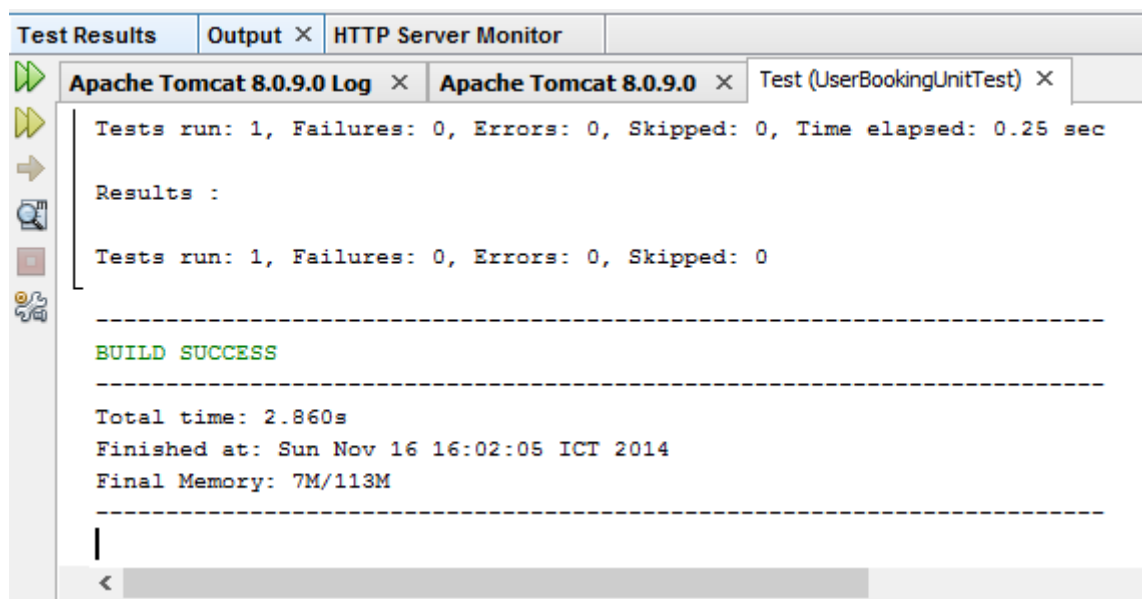 Test Results Output × HTTP Server Monitor
Apache Tomcat 8.0.9.0 Log × Apache Tomcat 8.0.9.0 × Test (UserBookingUnitTest) ×
Tests run: 1, Failures: 0, Errors: 0, Skipped: 0, Time elapsed: 0.25 sec
Results :
Tests run: 1, Failures: 0, Errors: 0, Skipped: 0
------------------------------------------------------------------------
BUILD SUCCESS
------------------------------------------------------------------------
Total time: 2.860s
Finished at: Sun Nov 16 16:02:05 ICT 2014
Final Memory: 7M/113M
------------------------------------------------------------------------